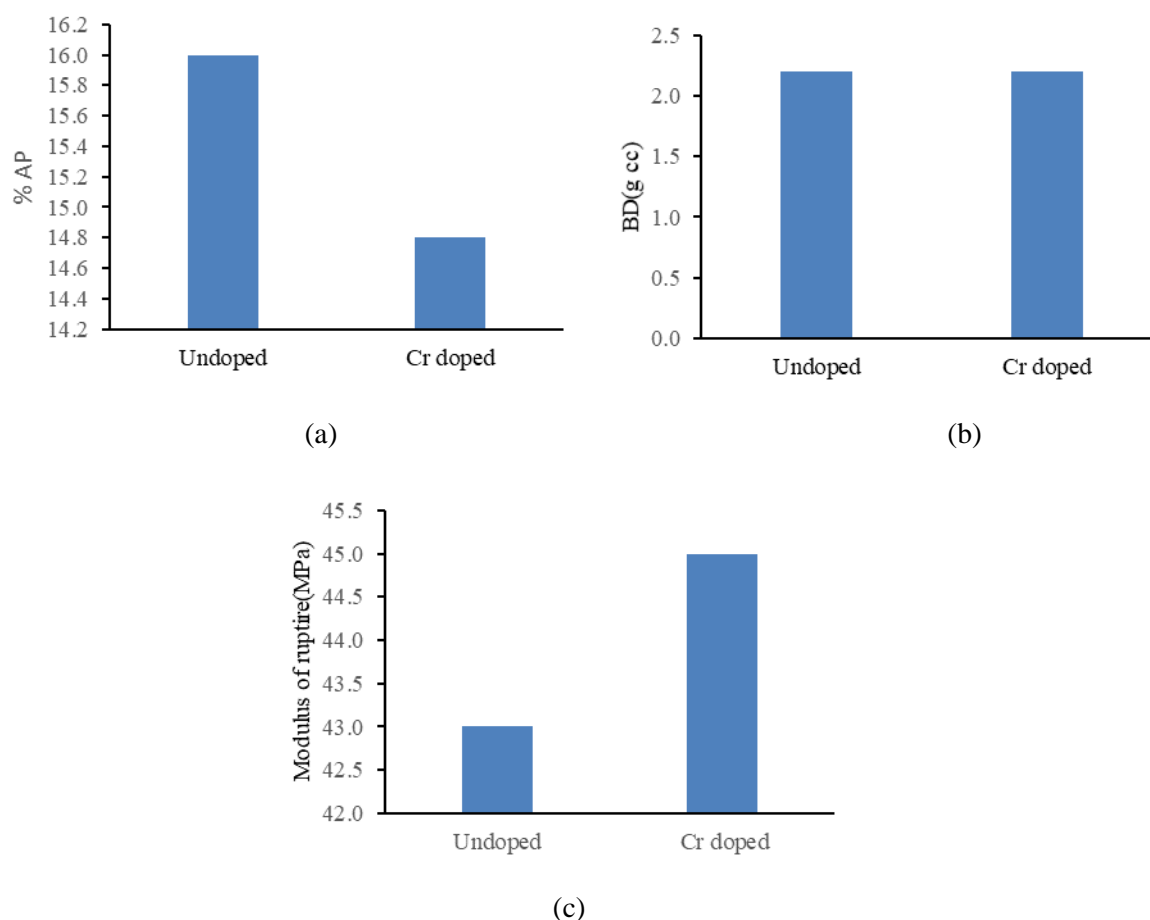 % AP
16.2
16.0
15.8
15.6
15.4
15.2
15.0
14.8
14.6
14.4
14.2
Undoped Cr doped
(a)
BD(g cc)
2.5
2.0
1.5
1.0
0.5
0.0
Undoped Cr doped
(b)
Modulus of ruptire(MPa)
45.5
45.0
44.5
44.0
43.5
43.0
42.5
42.0
Undoped Cr doped
(c)